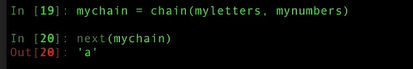 In [19]: mychain = chain(myletters, mynumbers)
In [20]: next(mychain)
Out[20]: 'a'